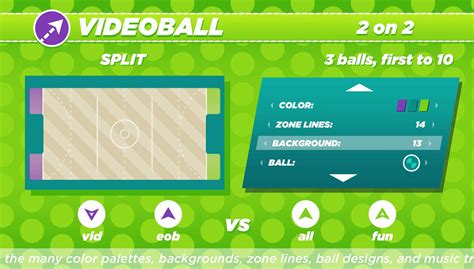 VIDEOBALL
2 on 2
SPLIT
3 balls, first to 10
COLOR:
ZONE LINES: 14
BACKGROUND: 13
BALL:
vid
eob
VS
all
fun
the many color palettes, backgrounds, zone lines, ball designs, and music tr